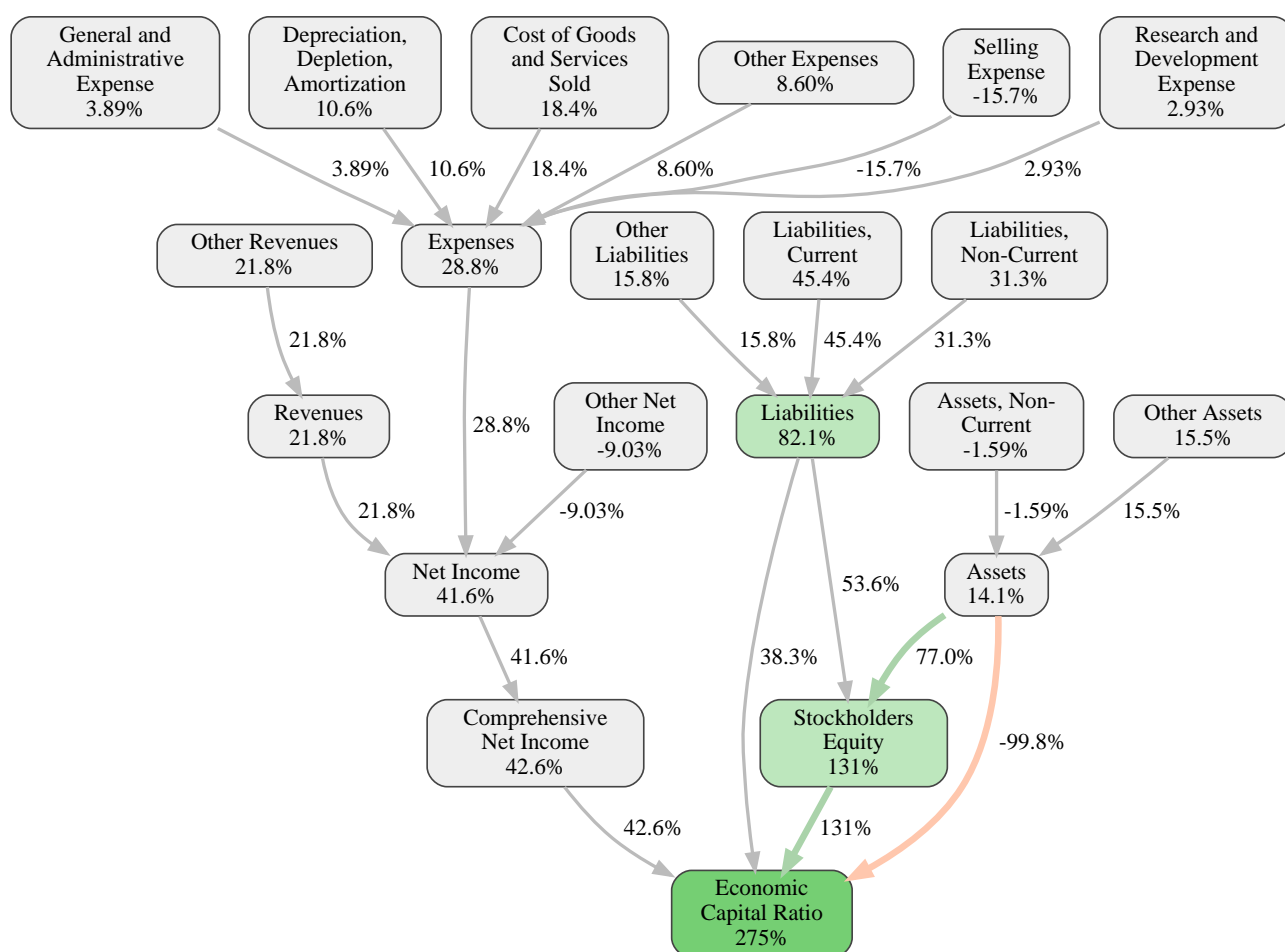 General and
Administrative
Expense
3.89%
Depreciation,
Depletion,
Amortization
10.6%
Cost of Goods
and Services
Sold
18.4%
Other Expenses
8.60%
Selling
Expense
-15.7%
Research and
Development
Expense
2.93%
3.89%
10.6%
18.4%
8.60%
-15.7%
2.93%
Other Revenues
21.8%
Expenses
28.8%
Other
Liabilities
15.8%
Liabilities,
Current
45.4%
Liabilities,
Non-Current
31.3%
21.8%
15.8%
45.4%
31.3%
Revenues
21.8%
28.8%
Other Net
Income
-9.03%
Liabilities
82.1%
Assets, Non-
Current
-1.59%
Other Assets
15.5%
21.8%
-9.03%
-1.59%
15.5%
Net Income
41.6%
53.6%
Assets
14.1%
41.6%
38.3%
77.0%
Comprehensive
Net Income
42.6%
Stockholders
Equity
131%
-99.8%
42.6%
131%
Economic
Capital Ratio
275%